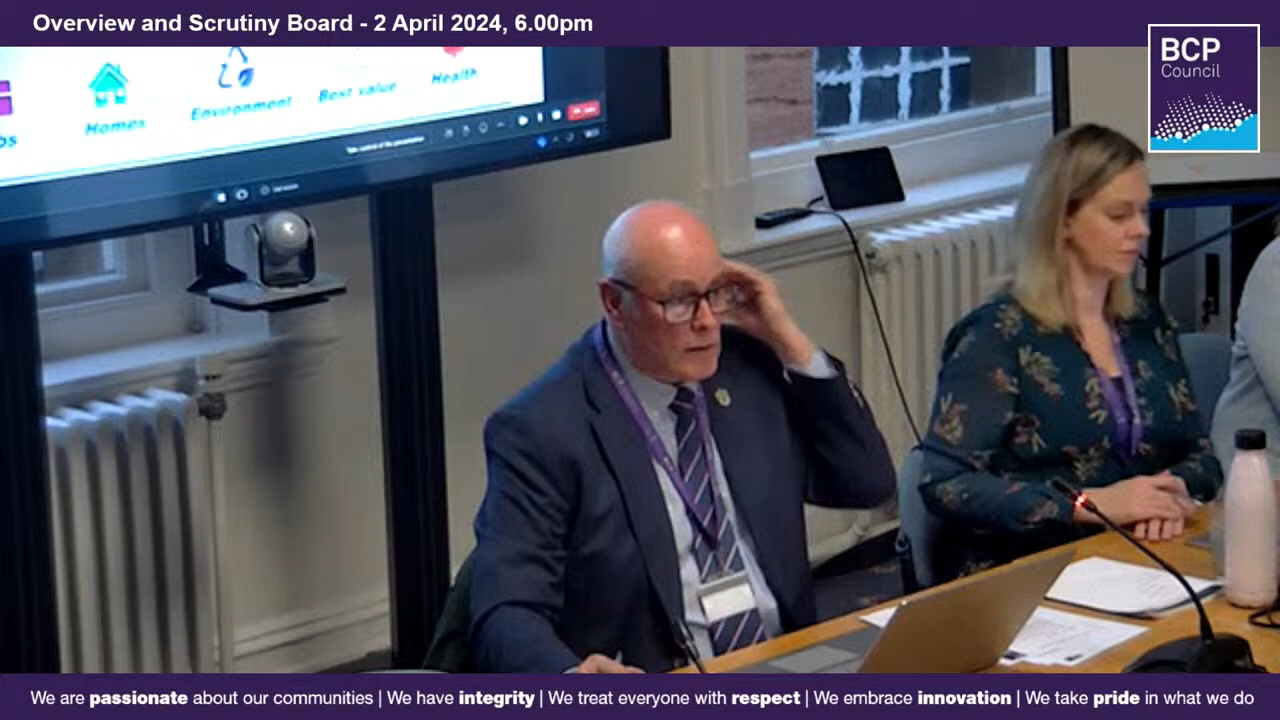 Overview and Scrutiny Board - 2 April 2024, 6.00pm
BCP
Council
Homes
Environment
Best value
Health
We are passionate about our communities | We have integrity | We treat everyone with respect | We embrace innovation | We take pride in what we do